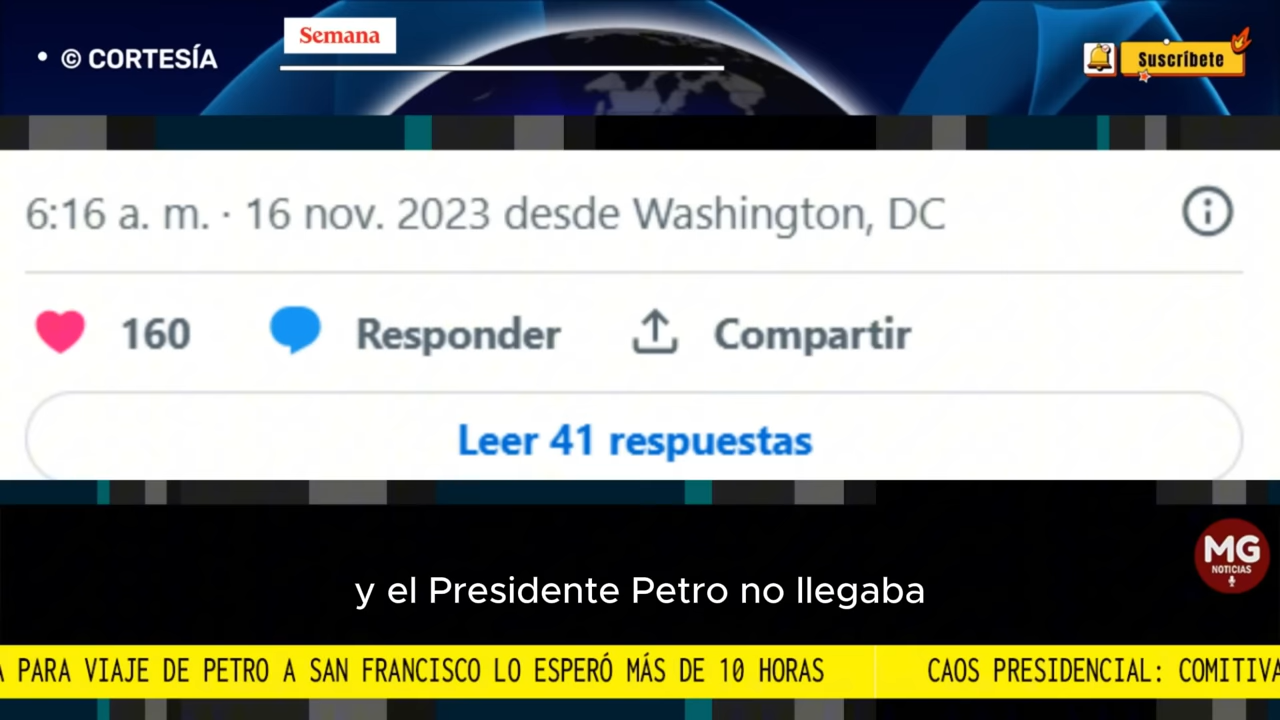 • © CORTESÍA
Semana
Suscríbete
6:16 a. m. · 16 nov. 2023 desde Washington, DC
160 Responder Compartir
Leer 41 respuestas
MG
NOTICIAS
y el Presidente Petro no llegaba
PARA VIAJE DE PETRO A SAN FRANCISCO LO ESPERÓ MÁS DE 10 HORAS CAOS PRESIDENCIAL: COMITIVA